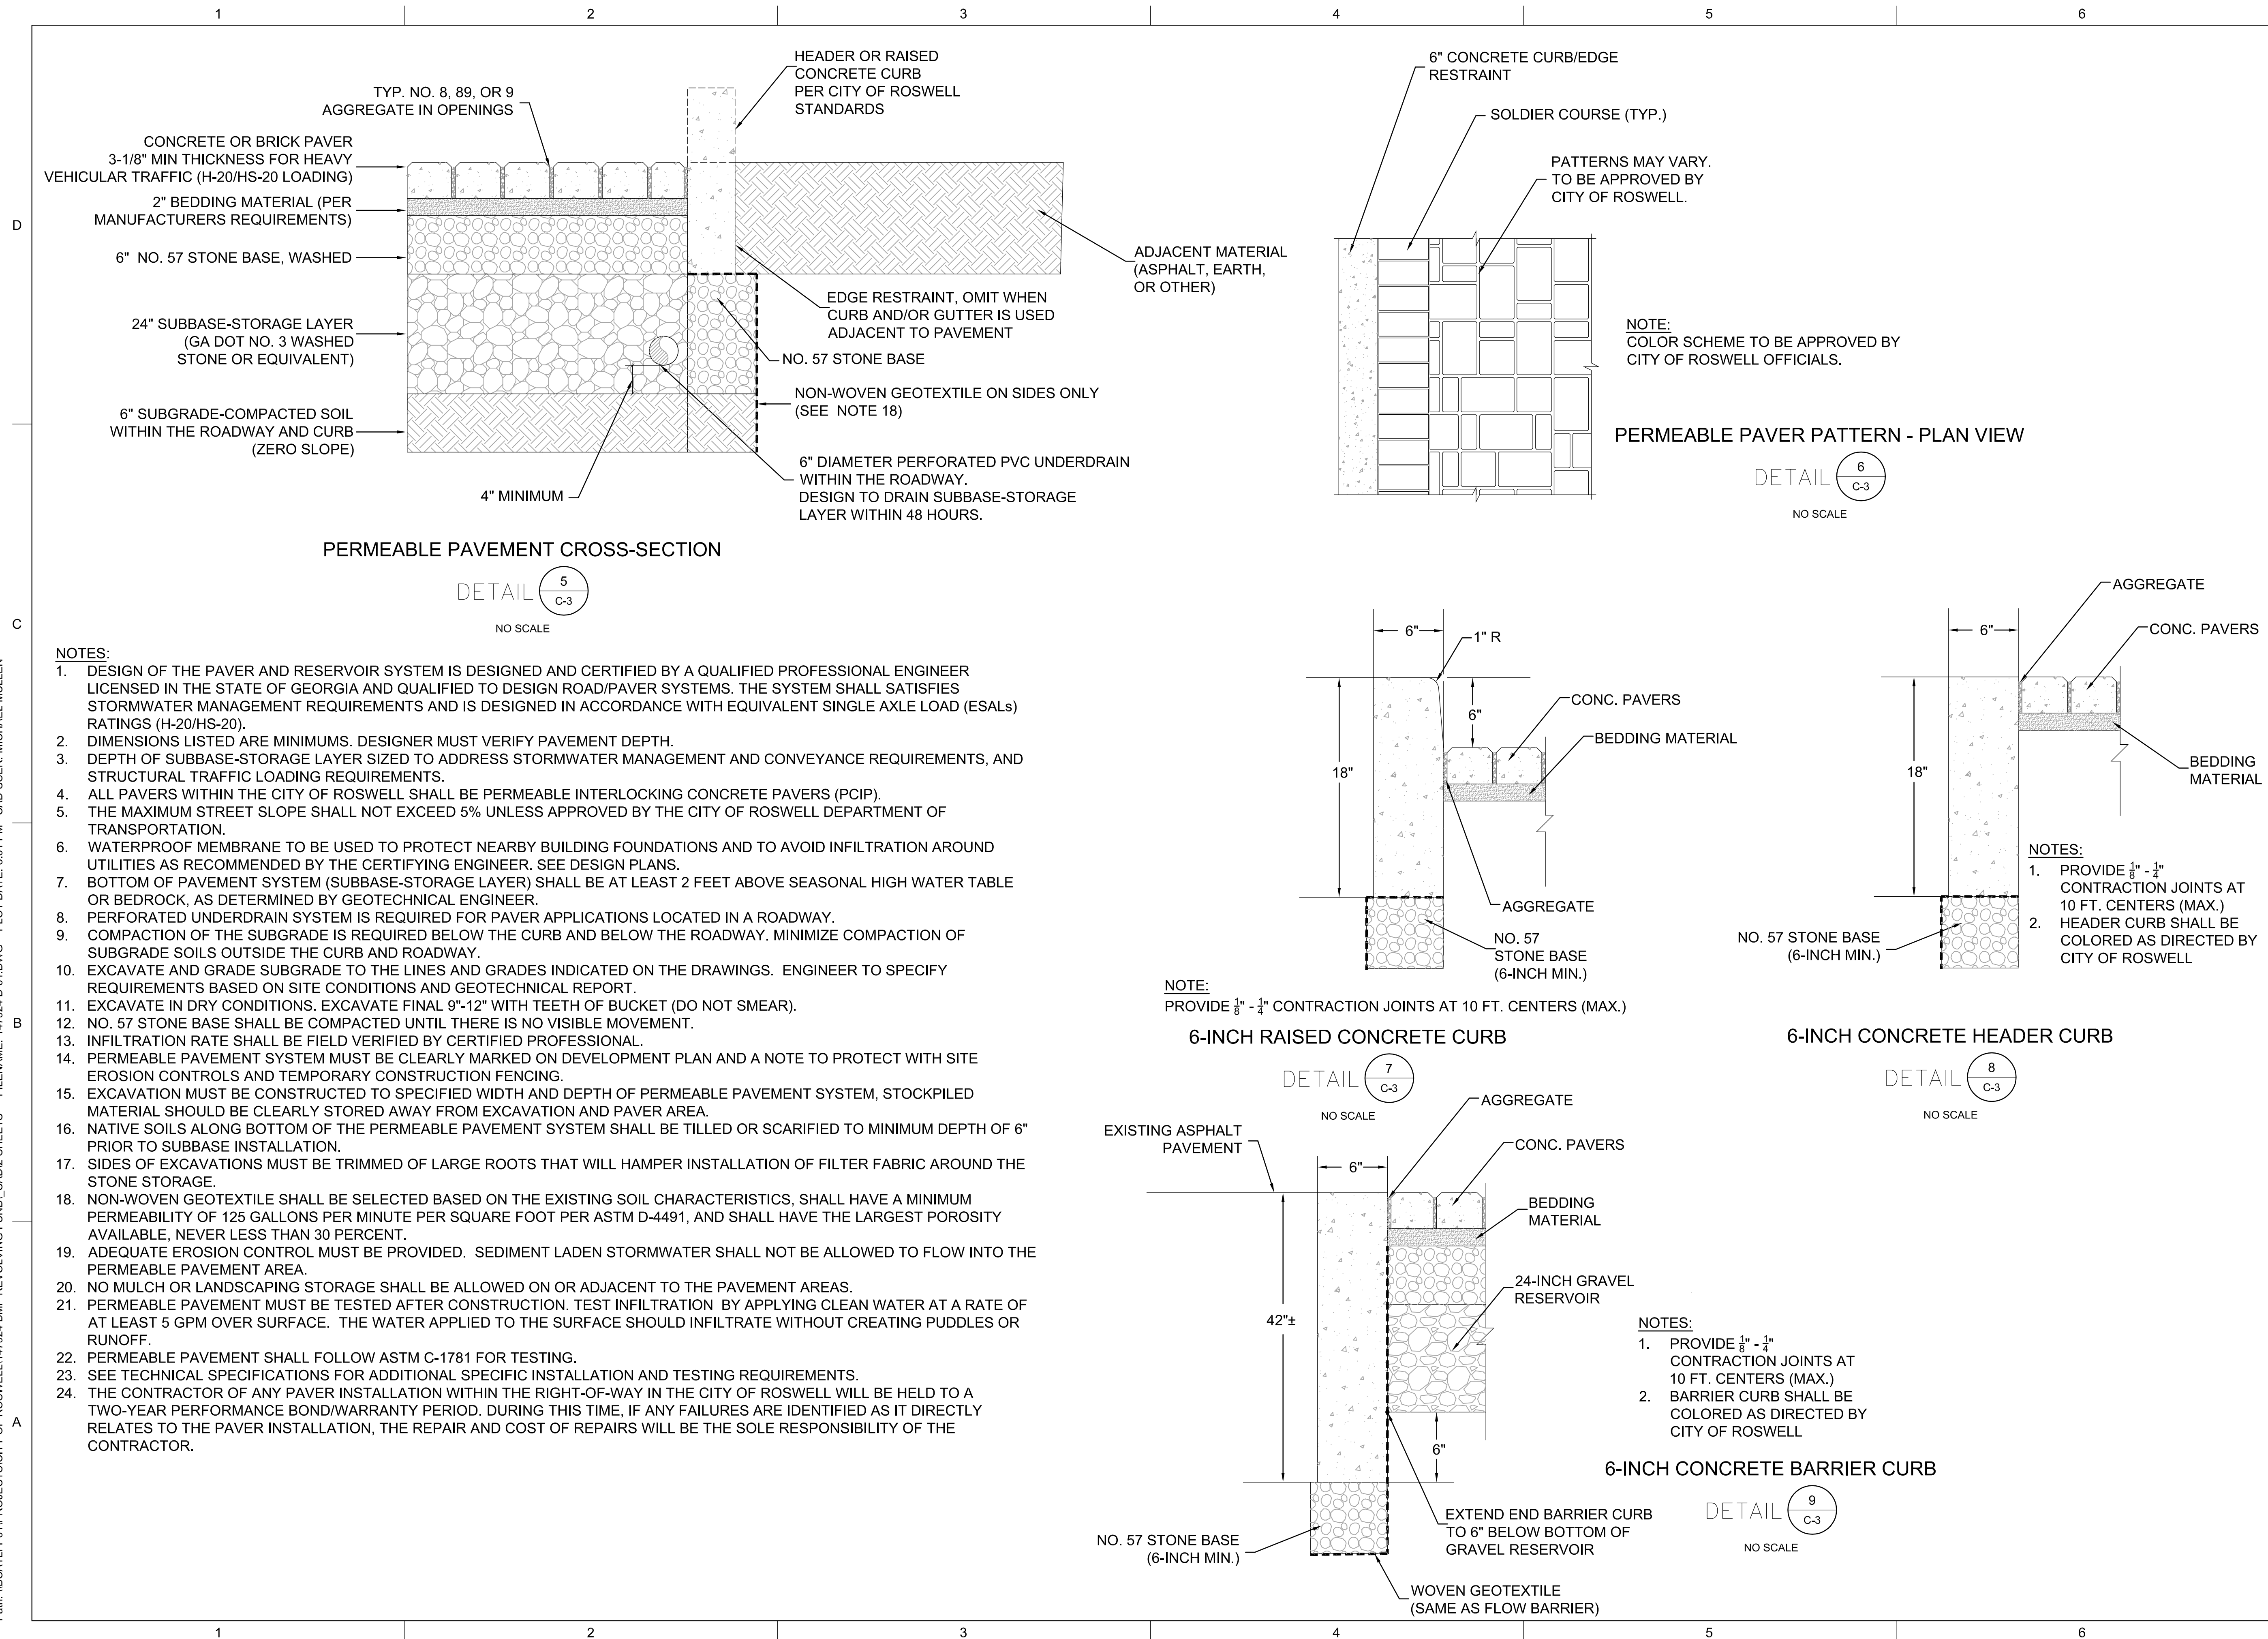 1 2 3 4 5 6
D
C
B
A
HEADER OR RAISED
CONCRETE CURB
PER CITY OF ROSWELL
STANDARDS
TYP. NO. 8, 89, OR 9
AGGREGATE IN OPENINGS
CONCRETE OR BRICK PAVER
3-1/8" MIN THICKNESS FOR HEAVY
VEHICULAR TRAFFIC (H-20/HS-20 LOADING)
2" BEDDING MATERIAL (PER
MANUFACTURERS REQUIREMENTS)
6" NO. 57 STONE BASE, WASHED
24" SUBBASE-STORAGE LAYER
(GA DOT NO. 3 WASHED
STONE OR EQUIVALENT)
6" SUBGRADE-COMPACTED SOIL
WITHIN THE ROADWAY AND CURB
(ZERO SLOPE)
4" MINIMUM
ADJACENT MATERIAL
(ASPHALT, EARTH,
OR OTHER)
EDGE RESTRAINT, OMIT WHEN
CURB AND/OR GUTTER IS USED
ADJACENT TO PAVEMENT
NO. 57 STONE BASE
NON-WOVEN GEOTEXTILE ON SIDES ONLY
(SEE NOTE 18)
6" DIAMETER PERFORATED PVC UNDERDRAIN
WITHIN THE ROADWAY.
DESIGN TO DRAIN SUBBASE-STORAGE
LAYER WITHIN 48 HOURS.
PERMEABLE PAVEMENT CROSS-SECTION
DETAIL 5
C-3
NO SCALE
6" CONCRETE CURB/EDGE
RESTRAINT
SOLDIER COURSE (TYP.)
PATTERNS MAY VARY.
TO BE APPROVED BY
CITY OF ROSWELL.
NOTE:
COLOR SCHEME TO BE APPROVED BY
CITY OF ROSWELL OFFICIALS.
PERMEABLE PAVER PATTERN - PLAN VIEW
DETAIL 6
C-3
NO SCALE
NOTES:
1. DESIGN OF THE PAVER AND RESERVOIR SYSTEM IS DESIGNED AND CERTIFIED BY A QUALIFIED PROFESSIONAL ENGINEER
LICENSED IN THE STATE OF GEORGIA AND QUALIFIED TO DESIGN ROAD/PAVER SYSTEMS. THE SYSTEM SHALL SATISFIES
STORMWATER MANAGEMENT REQUIREMENTS AND IS DESIGNED IN ACCORDANCE WITH EQUIVALENT SINGLE AXLE LOAD (ESALs)
RATINGS (H-20/HS-20).
2. DIMENSIONS LISTED ARE MINIMUMS. DESIGNER MUST VERIFY PAVEMENT DEPTH.
3. DEPTH OF SUBBASE-STORAGE LAYER SIZED TO ADDRESS STORMWATER MANAGEMENT AND CONVEYANCE REQUIREMENTS, AND
STRUCTURAL TRAFFIC LOADING REQUIREMENTS.
4. ALL PAVERS WITHIN THE CITY OF ROSWELL SHALL BE PERMEABLE INTERLOCKING CONCRETE PAVERS (PCIP).
5. THE MAXIMUM STREET SLOPE SHALL NOT EXCEED 5% UNLESS APPROVED BY THE CITY OF ROSWELL DEPARTMENT OF
TRANSPORTATION.
6. WATERPROOF MEMBRANE TO BE USED TO PROTECT NEARBY BUILDING FOUNDATIONS AND TO AVOID INFILTRATION AROUND
UTILITIES AS RECOMMENDED BY THE CERTIFYING ENGINEER. SEE DESIGN PLANS.
7. BOTTOM OF PAVEMENT SYSTEM (SUBBASE-STORAGE LAYER) SHALL BE AT LEAST 2 FEET ABOVE SEASONAL HIGH WATER TABLE
OR BEDROCK, AS DETERMINED BY GEOTECHNICAL ENGINEER.
8. PERFORATED UNDERDRAIN SYSTEM IS REQUIRED FOR PAVER APPLICATIONS LOCATED IN A ROADWAY.
9. COMPACTION OF THE SUBGRADE IS REQUIRED BELOW THE CURB AND BELOW THE ROADWAY. MINIMIZE COMPACTION OF
SUBGRADE SOILS OUTSIDE THE CURB AND ROADWAY.
10. EXCAVATE AND GRADE SUBGRADE TO THE LINES AND GRADES INDICATED ON THE DRAWINGS. ENGINEER TO SPECIFY
REQUIREMENTS BASED ON SITE CONDITIONS AND GEOTECHNICAL REPORT.
11. EXCAVATE IN DRY CONDITIONS. EXCAVATE FINAL 9"-12" WITH TEETH OF BUCKET (DO NOT SMEAR).
12. NO. 57 STONE BASE SHALL BE COMPACTED UNTIL THERE IS NO VISIBLE MOVEMENT.
13. INFILTRATION RATE SHALL BE FIELD VERIFIED BY CERTIFIED PROFESSIONAL.
14. PERMEABLE PAVEMENT SYSTEM MUST BE CLEARLY MARKED ON DEVELOPMENT PLAN AND A NOTE TO PROTECT WITH SITE
EROSION CONTROLS AND TEMPORARY CONSTRUCTION FENCING.
15. EXCAVATION MUST BE CONSTRUCTED TO SPECIFIED WIDTH AND DEPTH OF PERMEABLE PAVEMENT SYSTEM, STOCKPILED
MATERIAL SHOULD BE CLEARLY STORED AWAY FROM EXCAVATION AND PAVER AREA.
16. NATIVE SOILS ALONG BOTTOM OF THE PERMEABLE PAVEMENT SYSTEM SHALL BE TILLED OR SCARIFIED TO MINIMUM DEPTH OF 6"
PRIOR TO SUBBASE INSTALLATION.
17. SIDES OF EXCAVATIONS MUST BE TRIMMED OF LARGE ROOTS THAT WILL HAMPER INSTALLATION OF FILTER FABRIC AROUND THE
STONE STORAGE.
18. NON-WOVEN GEOTEXTILE SHALL BE SELECTED BASED ON THE EXISTING SOIL CHARACTERISTICS, SHALL HAVE A MINIMUM
PERMEABILITY OF 125 GALLONS PER MINUTE PER SQUARE FOOT PER ASTM D-4491, AND SHALL HAVE THE LARGEST POROSITY
AVAILABLE, NEVER LESS THAN 30 PERCENT.
19. ADEQUATE EROSION CONTROL MUST BE PROVIDED. SEDIMENT LADEN STORMWATER SHALL NOT BE ALLOWED TO FLOW INTO THE
PERMEABLE PAVEMENT AREA.
20. NO MULCH OR LANDSCAPING STORAGE SHALL BE ALLOWED ON OR ADJACENT TO THE PAVEMENT AREAS.
21. PERMEABLE PAVEMENT MUST BE TESTED AFTER CONSTRUCTION. TEST INFILTRATION BY APPLYING CLEAN WATER AT A RATE OF
AT LEAST 5 GPM OVER SURFACE. THE WATER APPLIED TO THE SURFACE SHOULD INFILTRATE WITHOUT CREATING PUDDLES OR
RUNOFF.
22. PERMEABLE PAVEMENT SHALL FOLLOW ASTM C-1781 FOR TESTING.
23. SEE TECHNICAL SPECIFICATIONS FOR ADDITIONAL SPECIFIC INSTALLATION AND TESTING REQUIREMENTS.
24. THE CONTRACTOR OF ANY PAVER INSTALLATION WITHIN THE RIGHT-OF-WAY IN THE CITY OF ROSWELL WILL BE HELD TO A
TWO-YEAR PERFORMANCE BOND/WARRANTY PERIOD. DURING THIS TIME, IF ANY FAILURES ARE IDENTIFIED AS IT DIRECTLY
RELATES TO THE PAVER INSTALLATION, THE REPAIR AND COST OF REPAIRS WILL BE THE SOLE RESPONSIBILITY OF THE
CONTRACTOR.
6"
1" R
6"
18"
CONC. PAVERS
BEDDING MATERIAL
AGGREGATE
NO. 57
STONE BASE
(6-INCH MIN.)
NOTE:
PROVIDE 1/8" - 1/4" CONTRACTION JOINTS AT 10 FT. CENTERS (MAX.)
6-INCH RAISED CONCRETE CURB
DETAIL 7
C-3
NO SCALE
AGGREGATE
6"
CONC. PAVERS
18"
BEDDING
MATERIAL
NO. 57 STONE BASE
(6-INCH MIN.)
NOTES:
1. PROVIDE 1/8" - 1/4"
CONTRACTION JOINTS AT
10 FT. CENTERS (MAX.)
2. HEADER CURB SHALL BE
COLORED AS DIRECTED BY
CITY OF ROSWELL
6-INCH CONCRETE HEADER CURB
DETAIL 8
C-3
NO SCALE
AGGREGATE
EXISTING ASPHALT
PAVEMENT
CONC. PAVERS
6"
BEDDING
MATERIAL
24-INCH GRAVEL
RESERVOIR
42"±
6"
NO. 57 STONE BASE
(6-INCH MIN.)
EXTEND END BARRIER CURB
TO 6" BELOW BOTTOM OF
GRAVEL RESERVOIR
WOVEN GEOTEXTILE
(SAME AS FLOW BARRIER)
NOTES:
1. PROVIDE 1/8" - 1/4"
CONTRACTION JOINTS AT
10 FT. CENTERS (MAX.)
2. BARRIER CURB SHALL BE
COLORED AS DIRECTED BY
CITY OF ROSWELL
6-INCH CONCRETE BARRIER CURB
DETAIL 9
C-3
NO SCALE
1 2 3 4 5 6